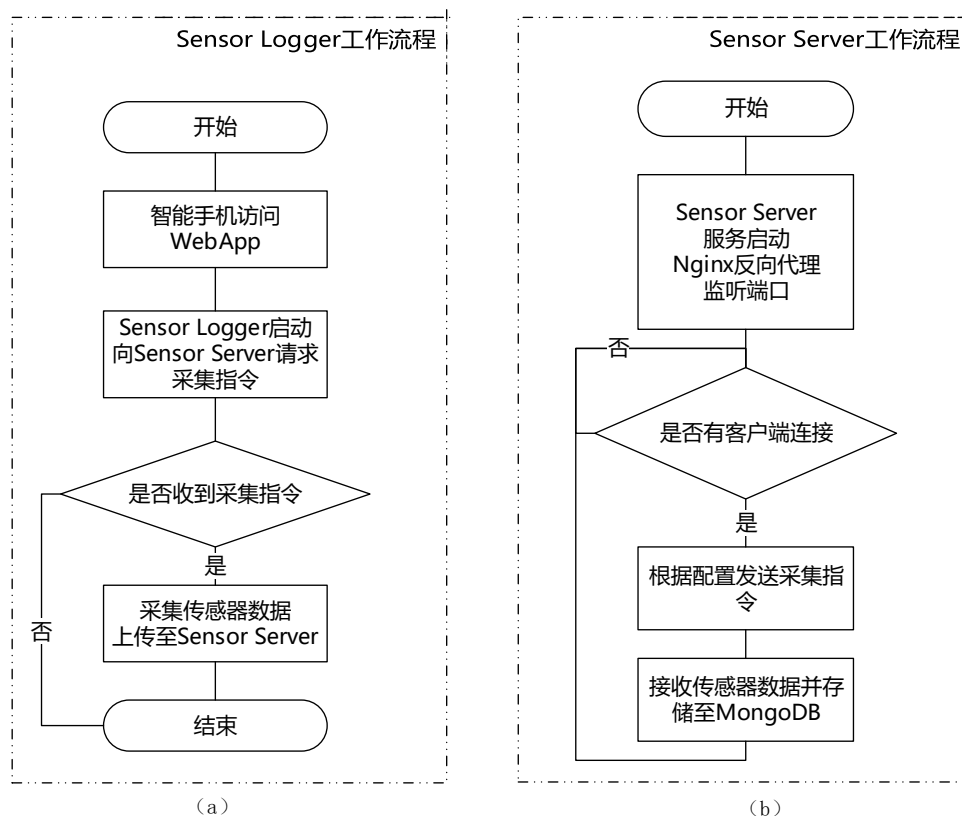 Sensor Logger工作流程
开始
智能手机访问
WebApp
Sensor Logger启动
向Sensor Server请求
采集指令
是否收到采集指令
是
采集传感器数据
上传至Sensor Server
否
结束
(a)
Sensor Server工作流程
开始
Sensor Server
服务启动
Nginx反向代理
监听端口
否
是否有客户端连接
是
根据配置发送采集指
令
接收传感器数据并存
储至MongoDB
(b)